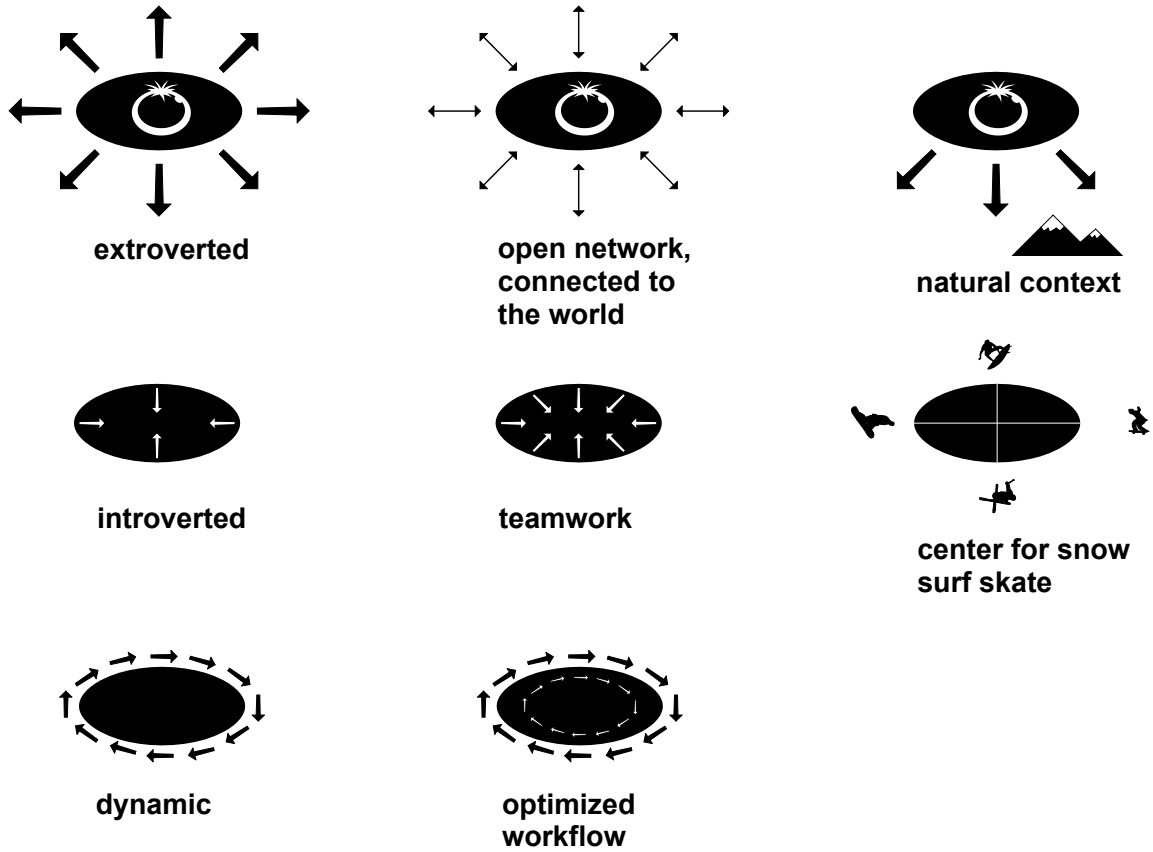 extroverted
open network,
connected to
the world
natural context
introverted
teamwork
center for snow
surf skate
dynamic
optimized
workflow